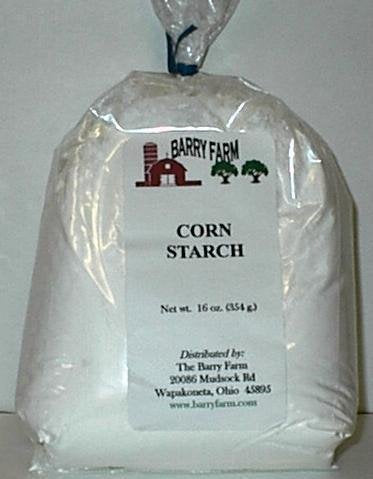 BARRY FARM
CORN
STARCH
Net wt. 16 oz. (354 g.)
Distributed by:
The Barry Farm
20086 Mudsock Rd
Wapakoneta, Ohio 45895
www.barryfarm.com